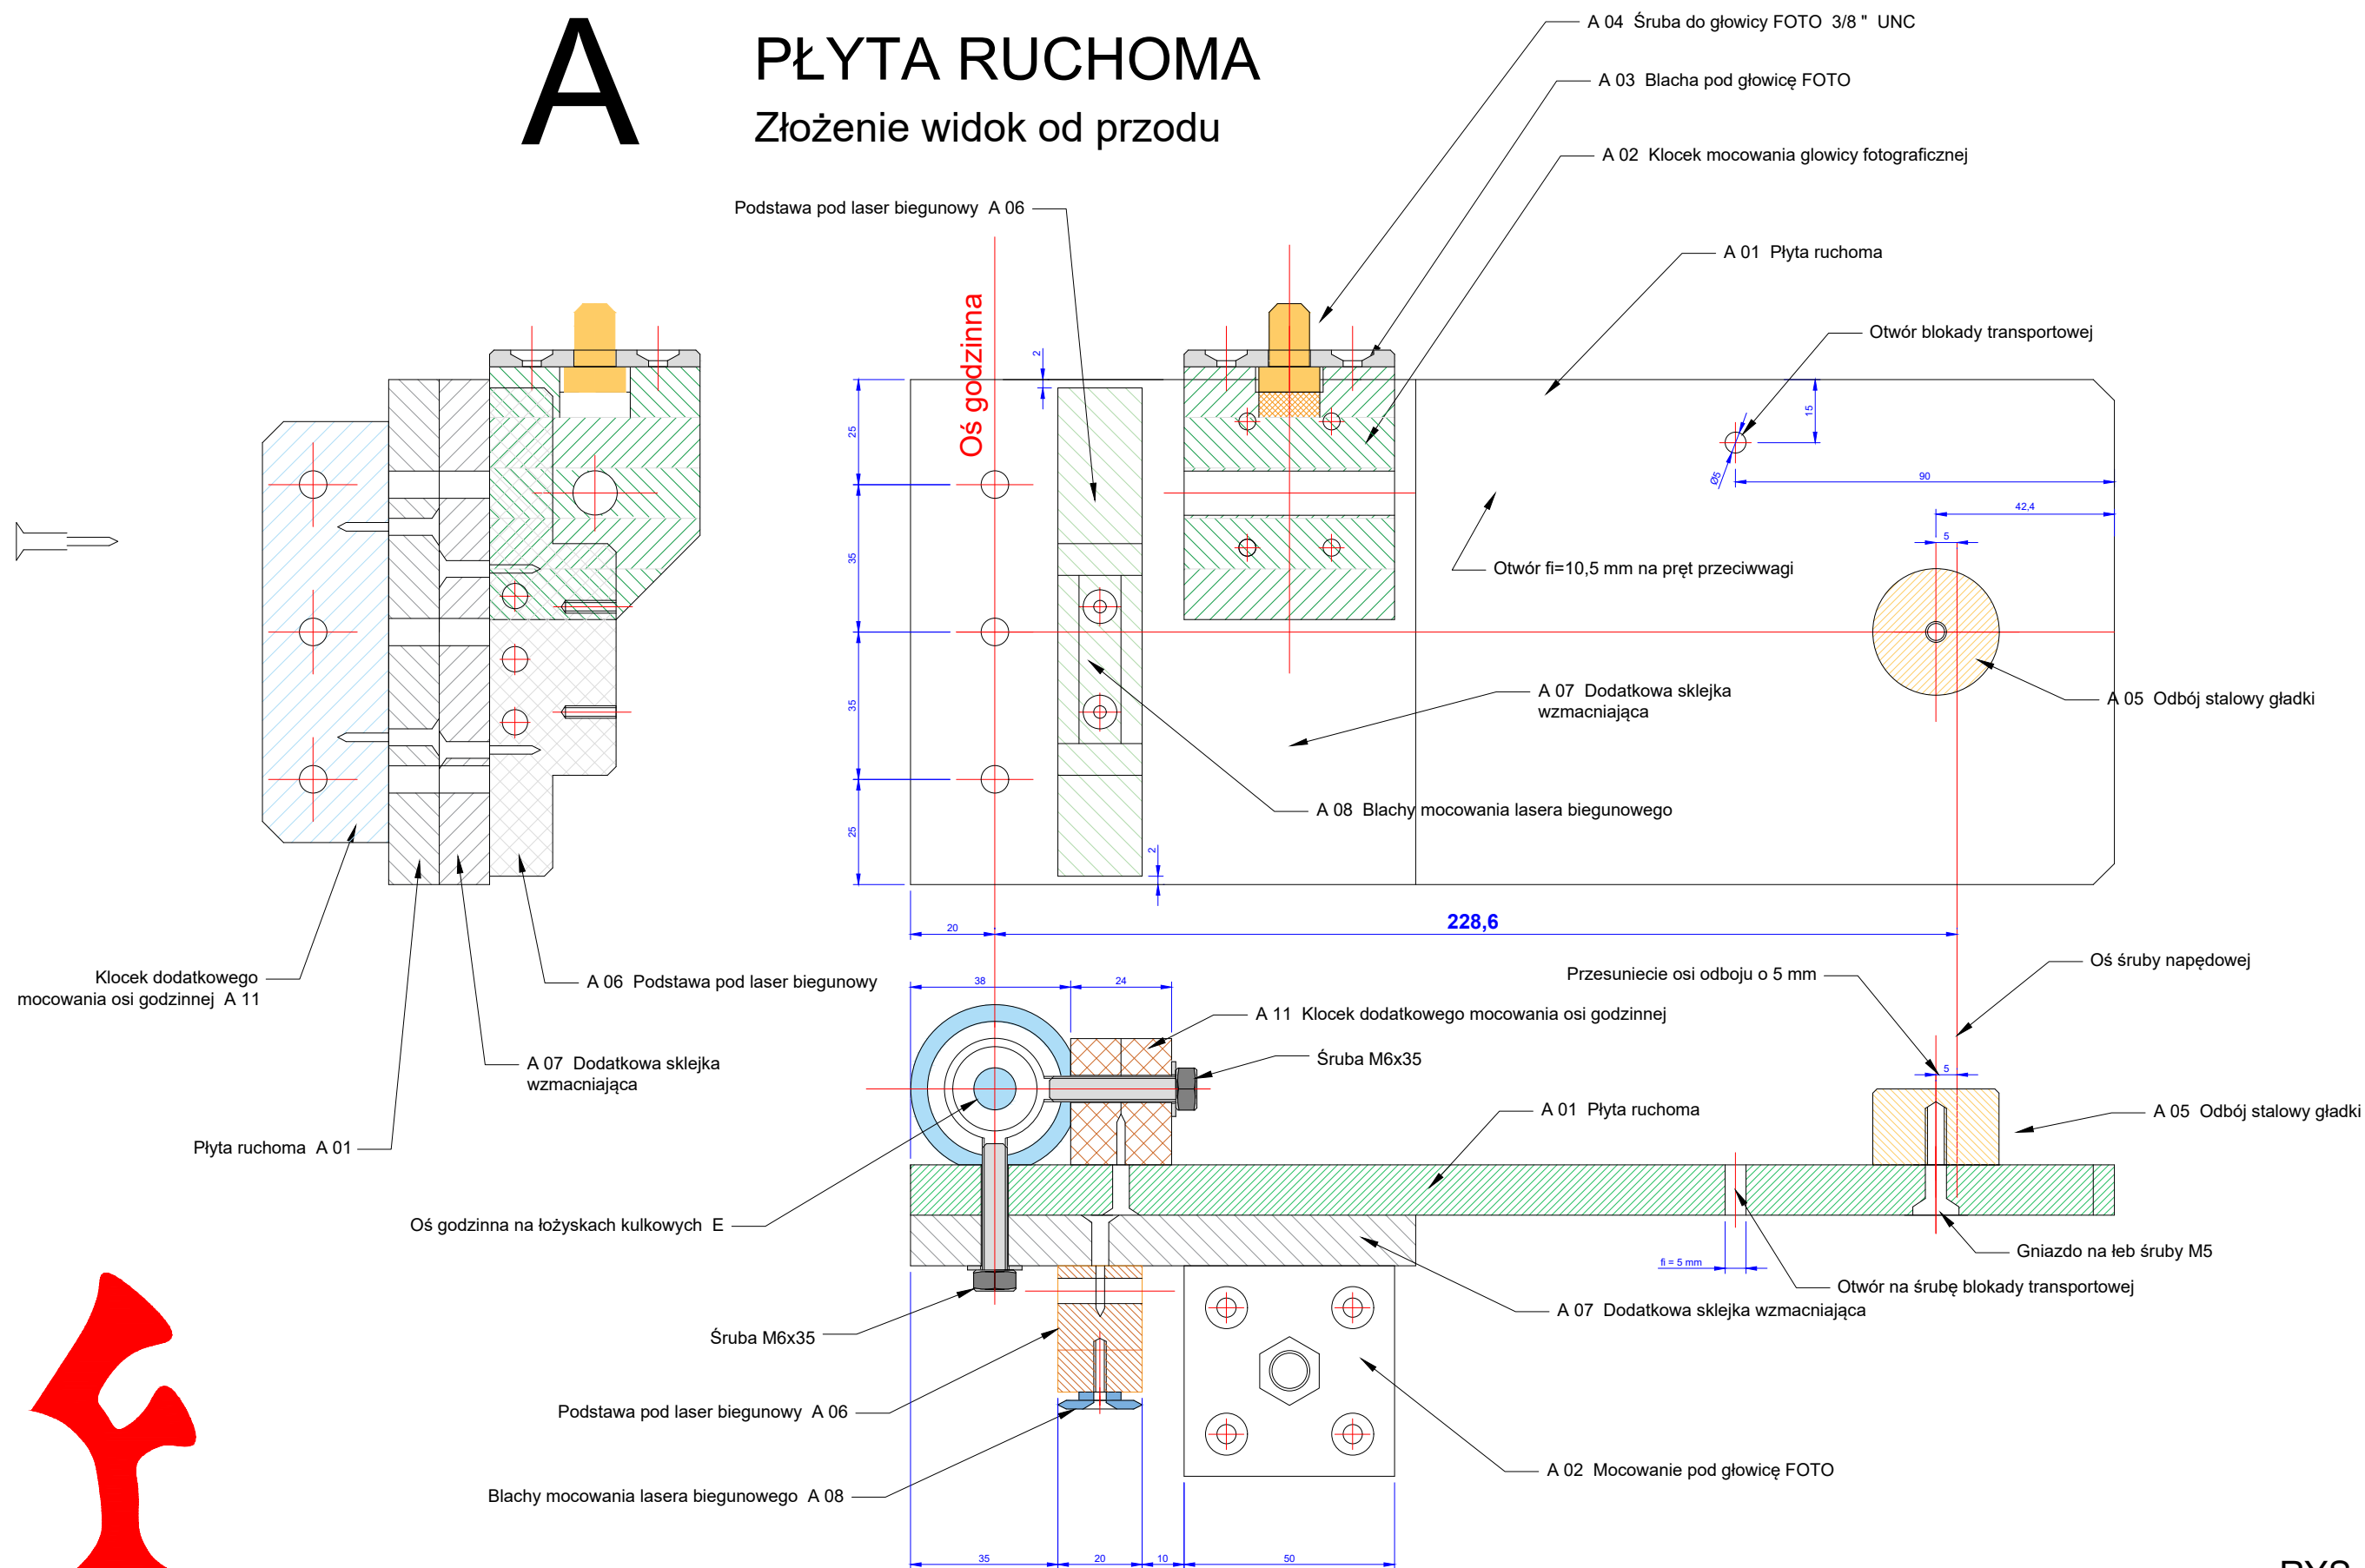 A
PŁYTA RUCHOMA
Złożenie widok od przodu
A 04 Śruba do głowicy FOTO 3/8 " UNC
A 03 Blacha pod głowicę FOTO
A 02 Klocek mocowania glowicy fotograficznej
Podstawa pod laser biegunowy A 06
A 01 Płyta ruchoma
Oś godzinna
Otwór blokady transportowej
2
15
25
Ø5
90
42,4
5
35
Otwór fi=10,5 mm na pręt przeciwwagi
A 07 Dodatkowa sklejka
wzmacniająca
A 05 Odbój stalowy gładki
35
A 08 Blachy mocowania lasera biegunowego
25
2
20
228,6
Klocek dodatkowego
mocowania osi godzinnej A 11
A 06 Podstawa pod laser biegunowy
Przesuniecie osi odboju o 5 mm
Oś śruby napędowej
38
24
A 11 Klocek dodatkowego mocowania osi godzinnej
A 07 Dodatkowa sklejka
wzmacniająca
Śruba M6x35
5
A 01 Płyta ruchoma
A 05 Odbój stalowy gładki
Płyta ruchoma A 01
Oś godzinna na łożyskach kulkowych E
Gniazdo na łeb śruby M5
fi = 5 mm
Otwór na śrubę blokady transportowej
A 07 Dodatkowa sklejka wzmacniająca
Śruba M6x35
Podstawa pod laser biegunowy A 06
A 02 Mocowanie pod głowicę FOTO
Blachy mocowania lasera biegunowego A 08
35
20
10
50